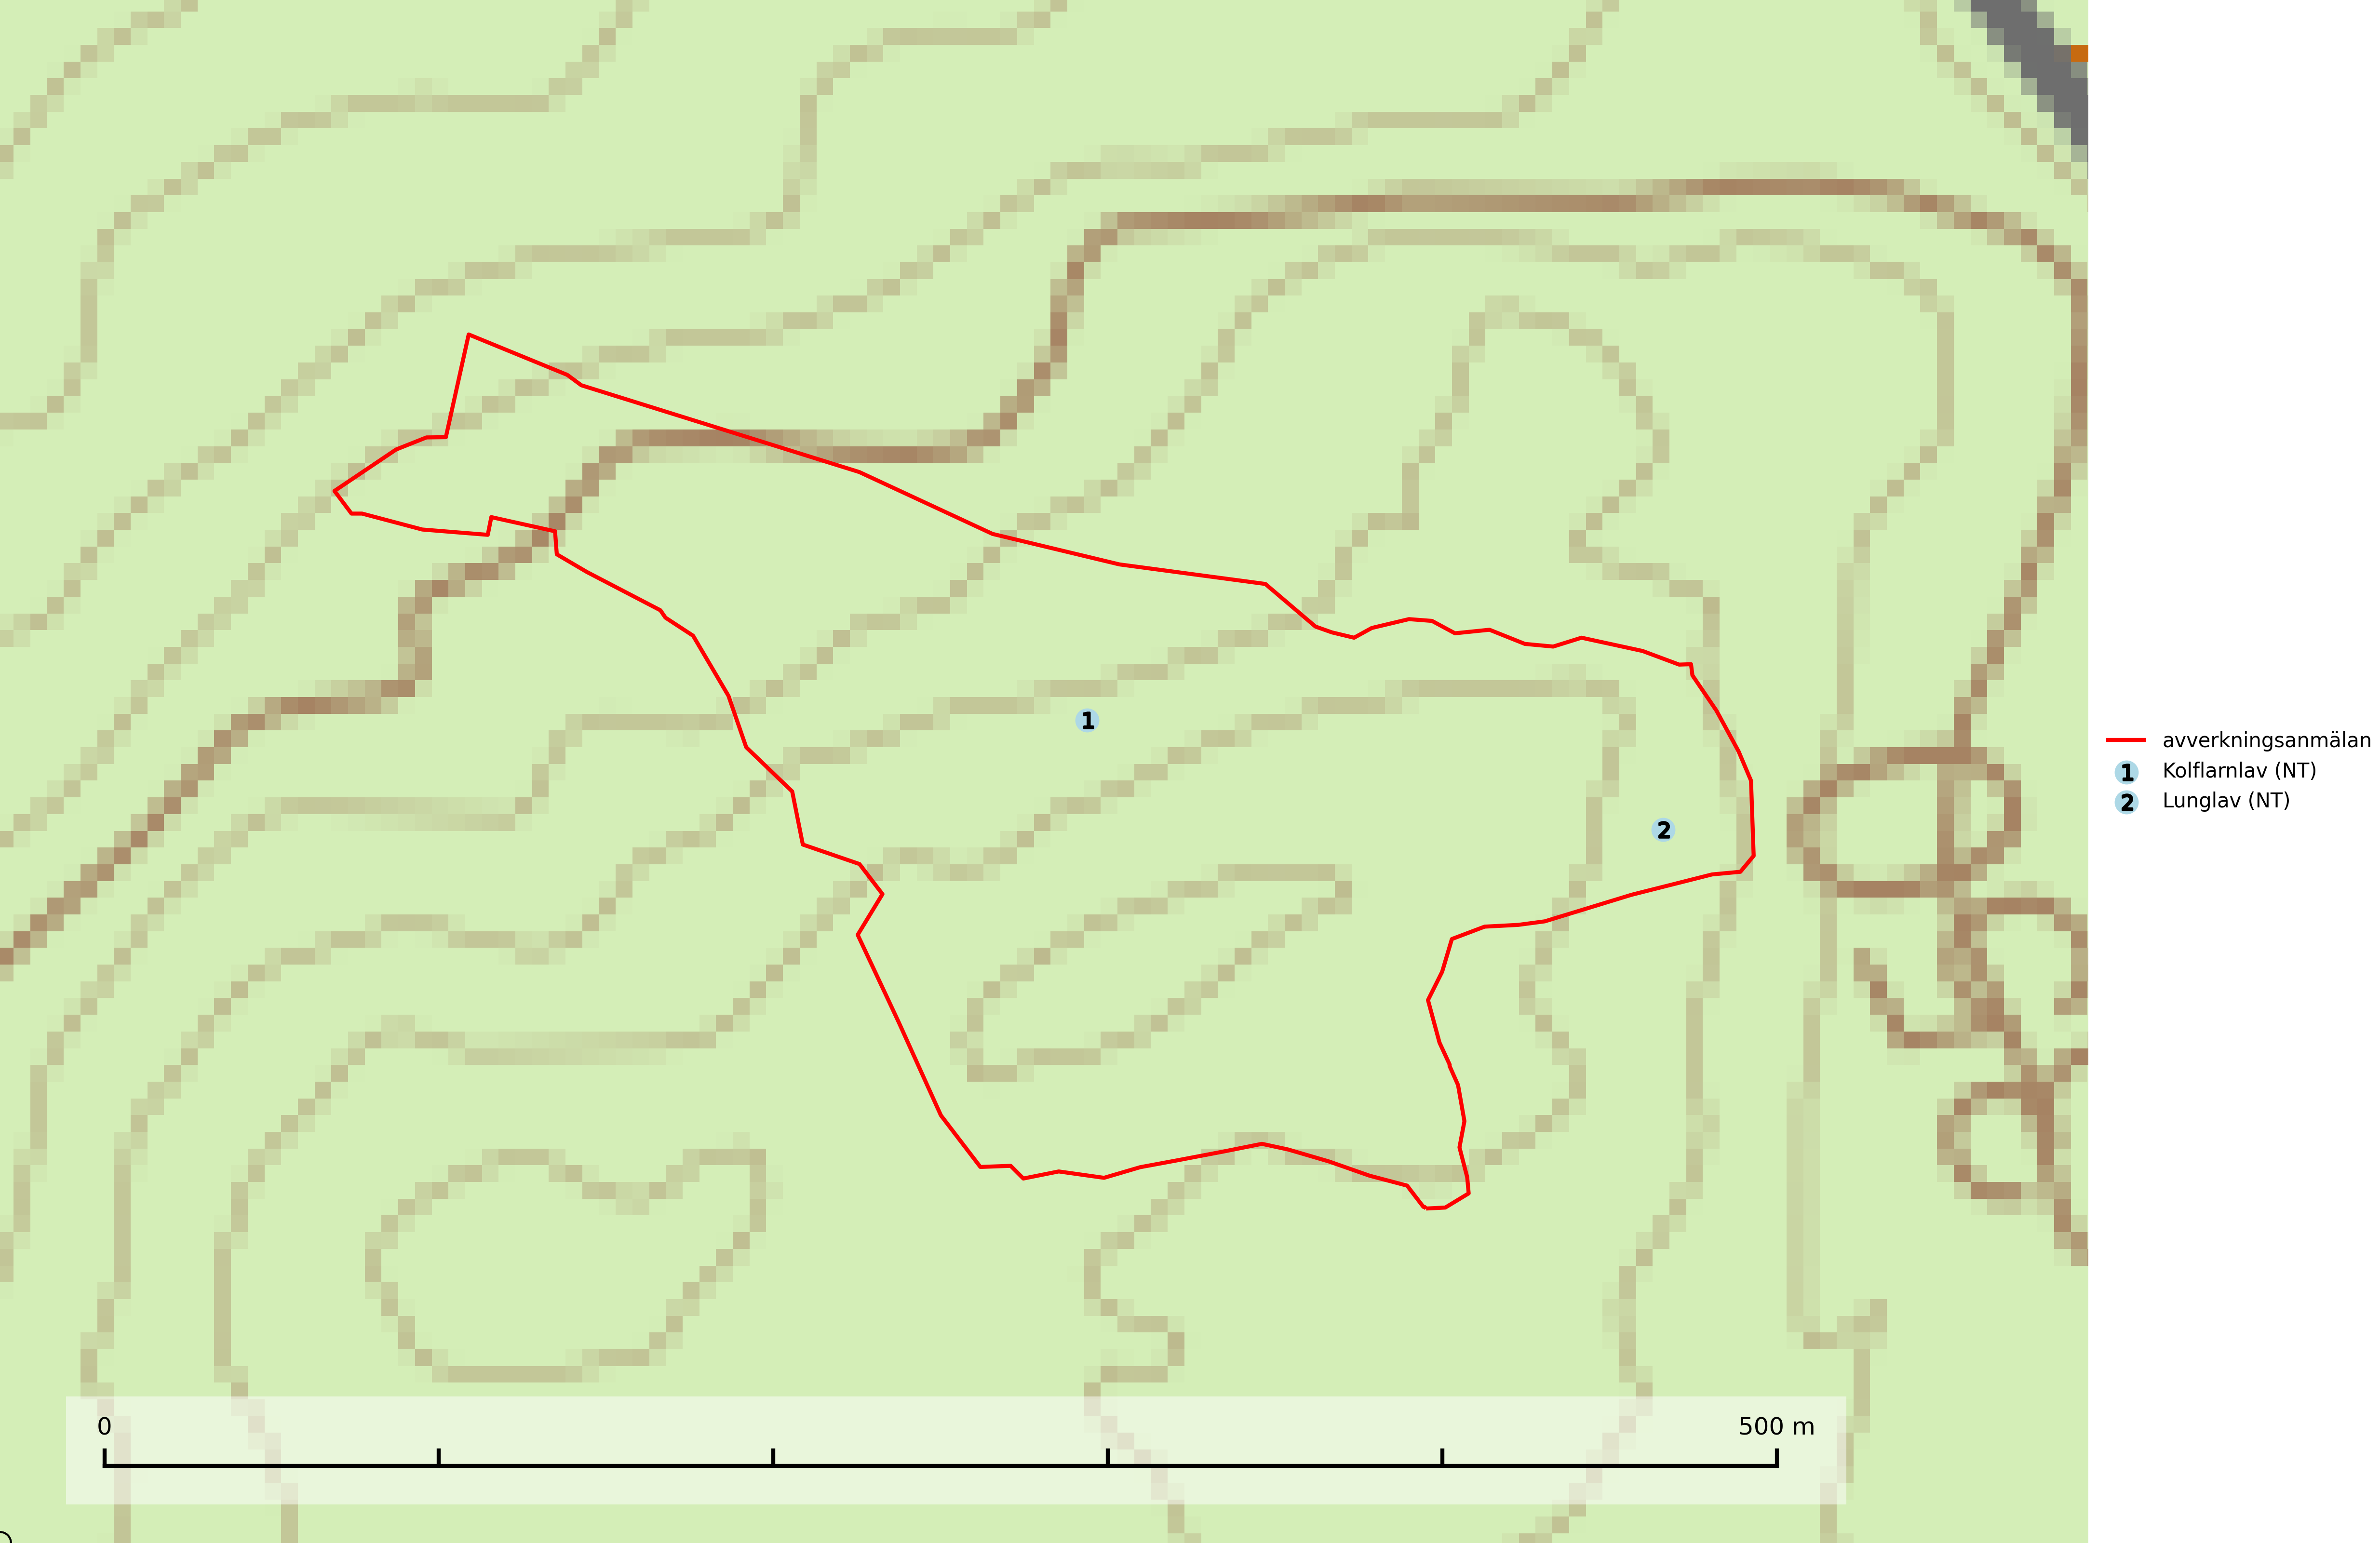 1
2
avverkningsanmälan
1 Kolflarnlav (NT)
2 Lunglav (NT)
0 500 m